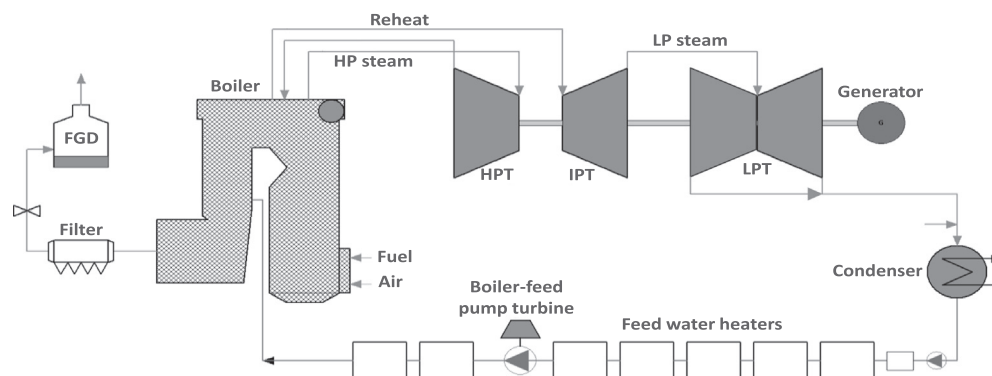 Reheat
LP steam
HP steam
Boiler
Generator
FGD
G
HPT
IPT
LPT
Filter
Fuel
Air
Condenser
Boiler-feed
pump turbine
Feed water heaters